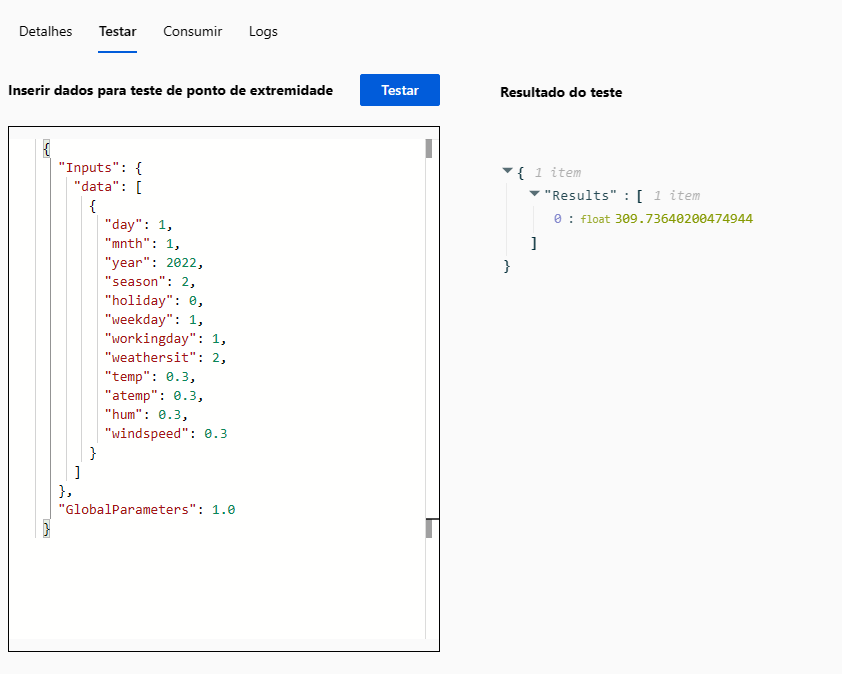 Detalhes Testar Consumir Logs
Inserir dados para teste de ponto de extremidade Testar
{
"Inputs": {
"data": [
{
"day": 1,
"mnth": 1,
"year": 2022,
"season": 2,
"holiday": 0,
"weekday": 1,
"workingday": 1,
"weathersit": 2,
"temp": 0.3,
"atemp": 0.3,
"hum": 0.3,
"windspeed": 0.3
}
]
},
"GlobalParameters": 1.0
}
Resultado do teste
{ 1 item
"Results" : [ 1 item
0 : float 309.73640200474944
]
}